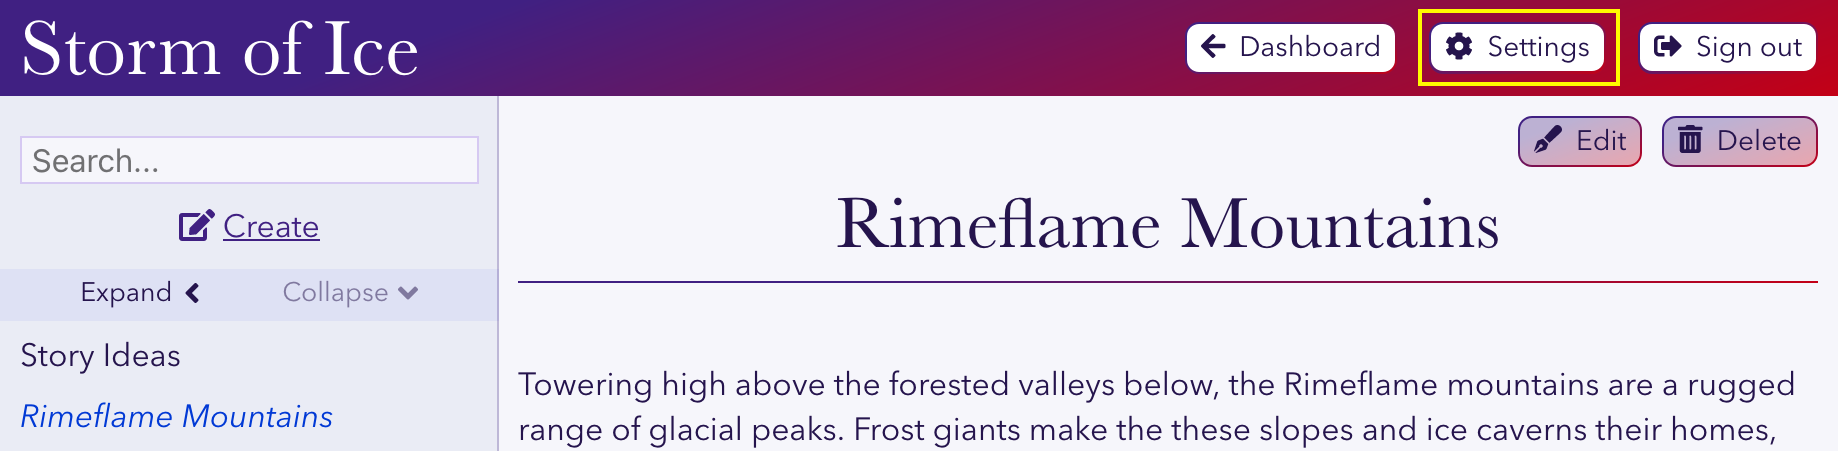 Storm of Ice
Dashboard
Settings
Sign out
Search...
Create
Expand
Collapse
Story Ideas
Rimeflame Mountains
Edit
Delete
Rimeflame Mountains
Towering high above the forested valleys below, the Rimeflame mountains are a rugged
range of glacial peaks. Frost giants make the these slopes and ice caverns their homes,